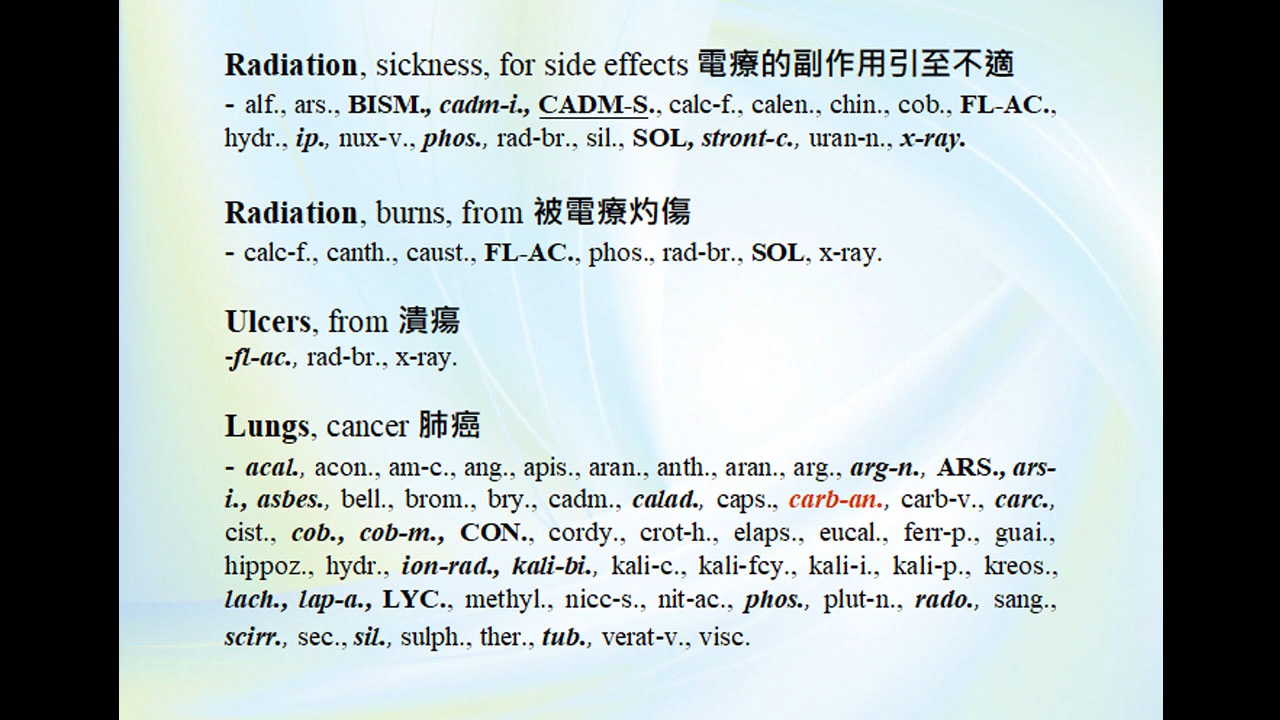 Radiation, sickness, for side effects 電療的副作用引至不適
- alf., ars., BISM., cadm-i., CADM-S., calc-f., calen., chin., cob., FL-AC.,
hydr., ip., nux-v., phos., rad-br., sil., SOL, stront-c., uran-n., x-ray.
Radiation, burns, from 被電療灼傷
- calc-f., canth., caust., FL-AC., phos., rad-br., SOL, x-ray.
Ulcers, from 潰瘍
-fl-ac., rad-br., x-ray.
Lungs, cancer 肺癌
- acal., acon., am-c., ang., apis., aran., anth., aran., arg., arg-n., ARS., ars-
i., asbes., bell., brom., bry., cadm., calad., caps., carb-an., carb-v., carc.,
cist., cob., cob-m., CON., cordy., crot-h., elaps., eucal., ferr-p., guai.,
hippoz., hydr., ion-rad., kali-bi., kali-c., kali-fcy., kali-i., kali-p., kreos.,
lach., lap-a., LYC., methyl., nicc-s., nit-ac., phos., plut-n., rado., sang.,
scirr., sec., sil., sulph., ther., tub., verat-v., visc.